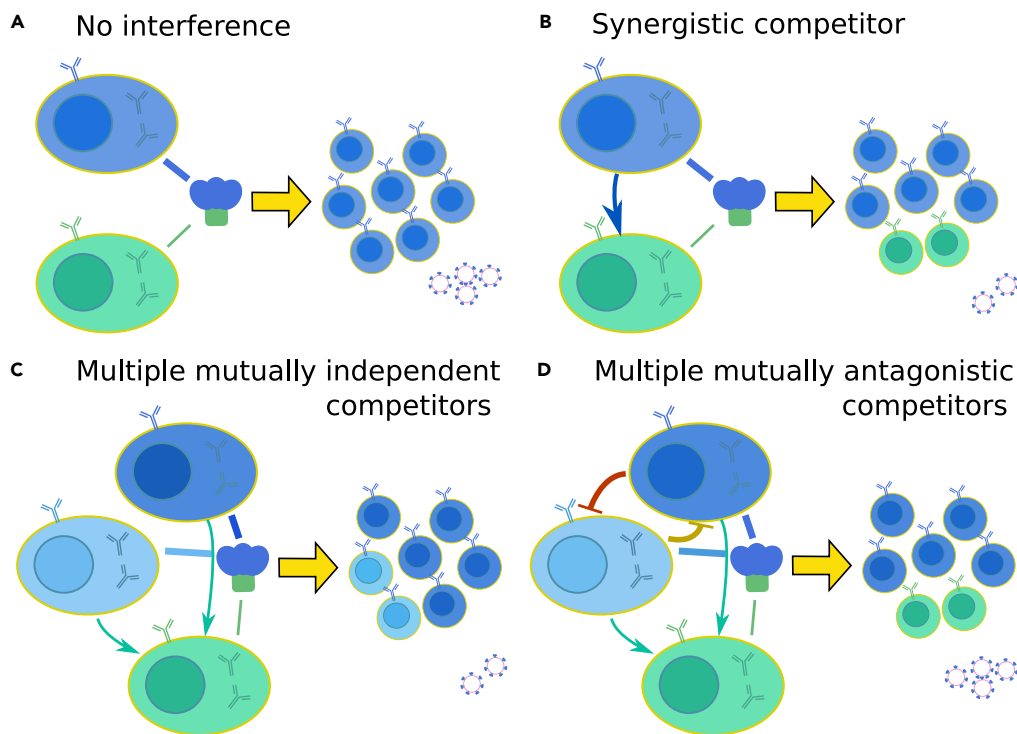 A No interference
B Synergistic competitor
C Multiple mutually independent
competitors
D Multiple mutually antagonistic
competitors